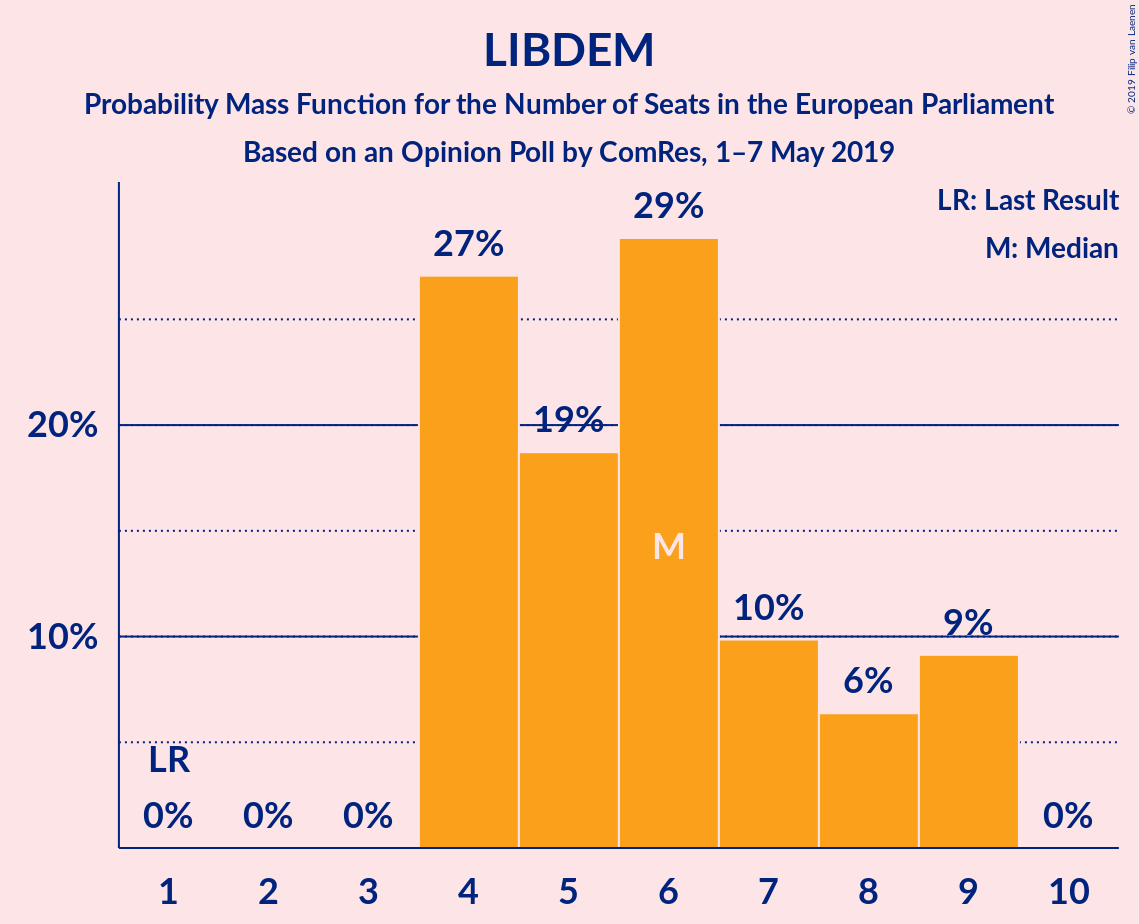 LIBDEM
Probability Mass Function for the Number of Seats in the European Parliament
Based on an Opinion Poll by ComRes, 1–7 May 2019
© 2019 Filip van Laenen
LR: Last Result
M: Median
29%
27%
20%
19%
M
10%
10%
9%
6%
LR
0%
0%
0%
0%
1 2 3 4 5 6 7 8 9 10